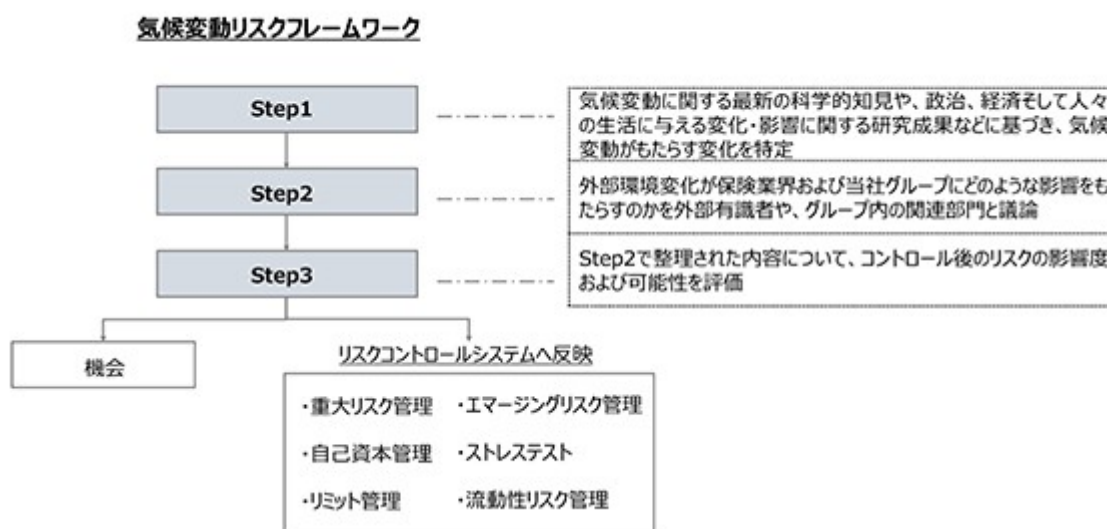 気候変動リスクフレームワーク
Step1
気候変動に関する最新の科学的知見や、政治、経済そして人々
の生活に与える変化・影響に関する研究成果などに基づき、気候
変動がもたらす変化を特定
Step2
外部環境変化が保険業界および当社グループにどのような影響をも
たらすのかを外部有識者や、グループ内の関連部門と議論
Step3
Step2で整理された内容について、コントロール後のリスクの影響度
および可能性を評価
機会
リスクコントロールシステムへ反映
・重大リスク管理 ・エマージングリスク管理
・自己資本管理 ・ストレステスト
・リミット管理 ・流動性リスク管理